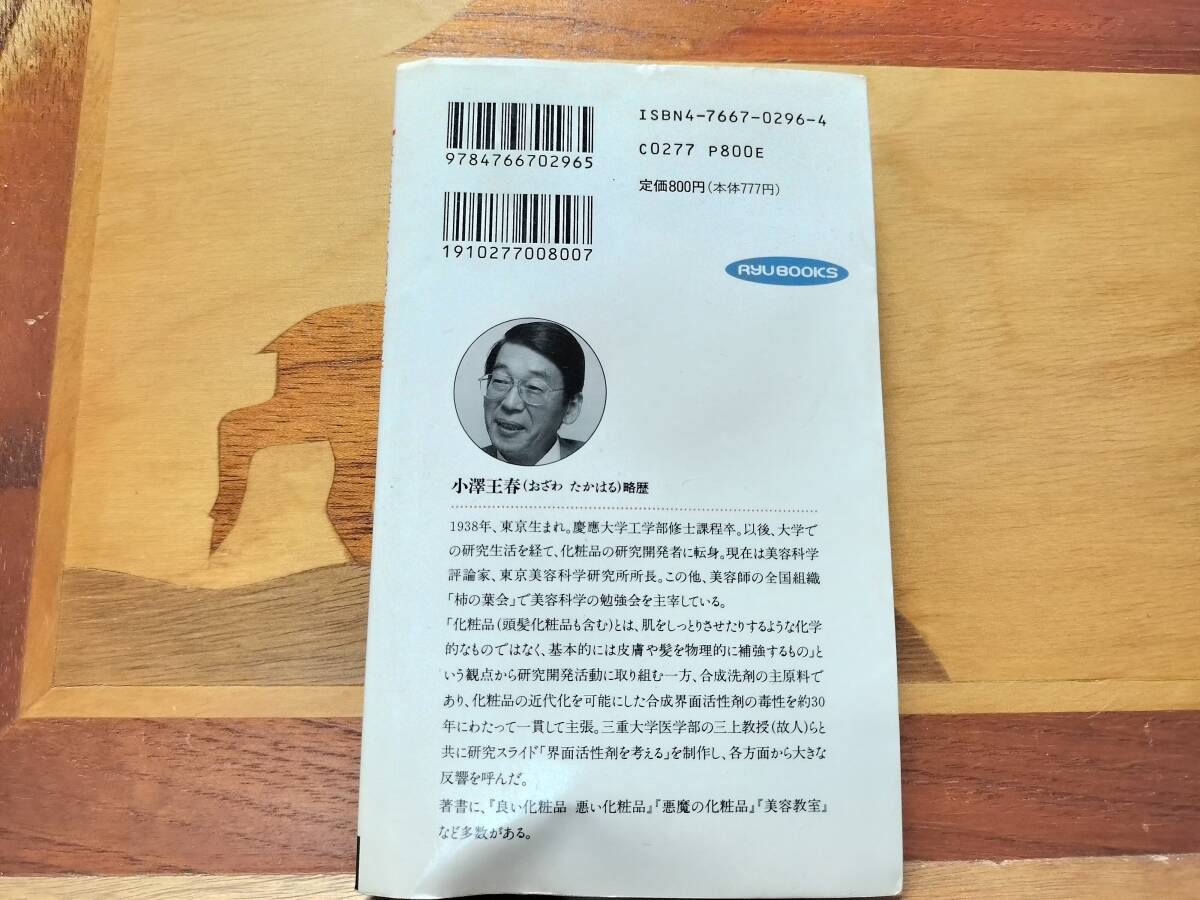 9784766702965
ISBN4-7667-0296-4
C0277 P800E
定価800円(本体777円)
1910277008007
RYU BOOKS
小澤王春(おざわ たかはる)略歴
1938年、東京生まれ。慶應大学工学部修士課程卒。以後、大学で
の研究生活を経て、化粧品の研究開発者に転身。現在は美容科学
評論家、東京美容科学研究所所長。この他、美容師の全国組織
「柿の葉会」で美容科学の勉強会を主宰している。
「化粧品(頭髪化粧品も含む)とは、肌をしっとりさせたりするような化学
的なものではなく、基本的には皮膚や髪を物理的に補強するもの」と
いう観点から研究開発活動に取り組む一方、合成洗剤の主原料で
あり、化粧品の近代化を可能にした合成界面活性剤の毒性を約30
年にわたって一貫して主張。三重大学医学部の三上教授(故人)らと
共に研究スライド「界面活性剤を考える」を制作し、各方面から大きな
反響を呼んだ。
著書に、『良い化粧品 悪い化粧品』『悪魔の化粧品』『美容教室』
など多数がある。